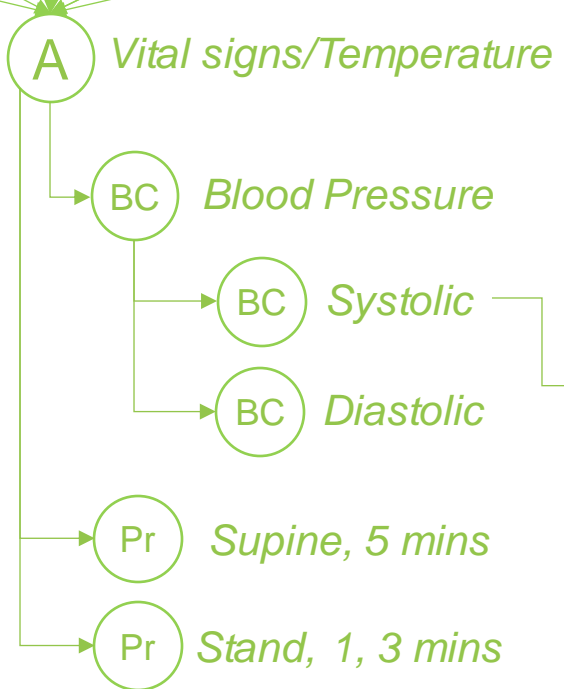 A Vital signs/Temperature
BC Blood Pressure
BC Systolic
BC Diastolic
Pr Supine, 5 mins
Pr Stand, 1, 3 mins